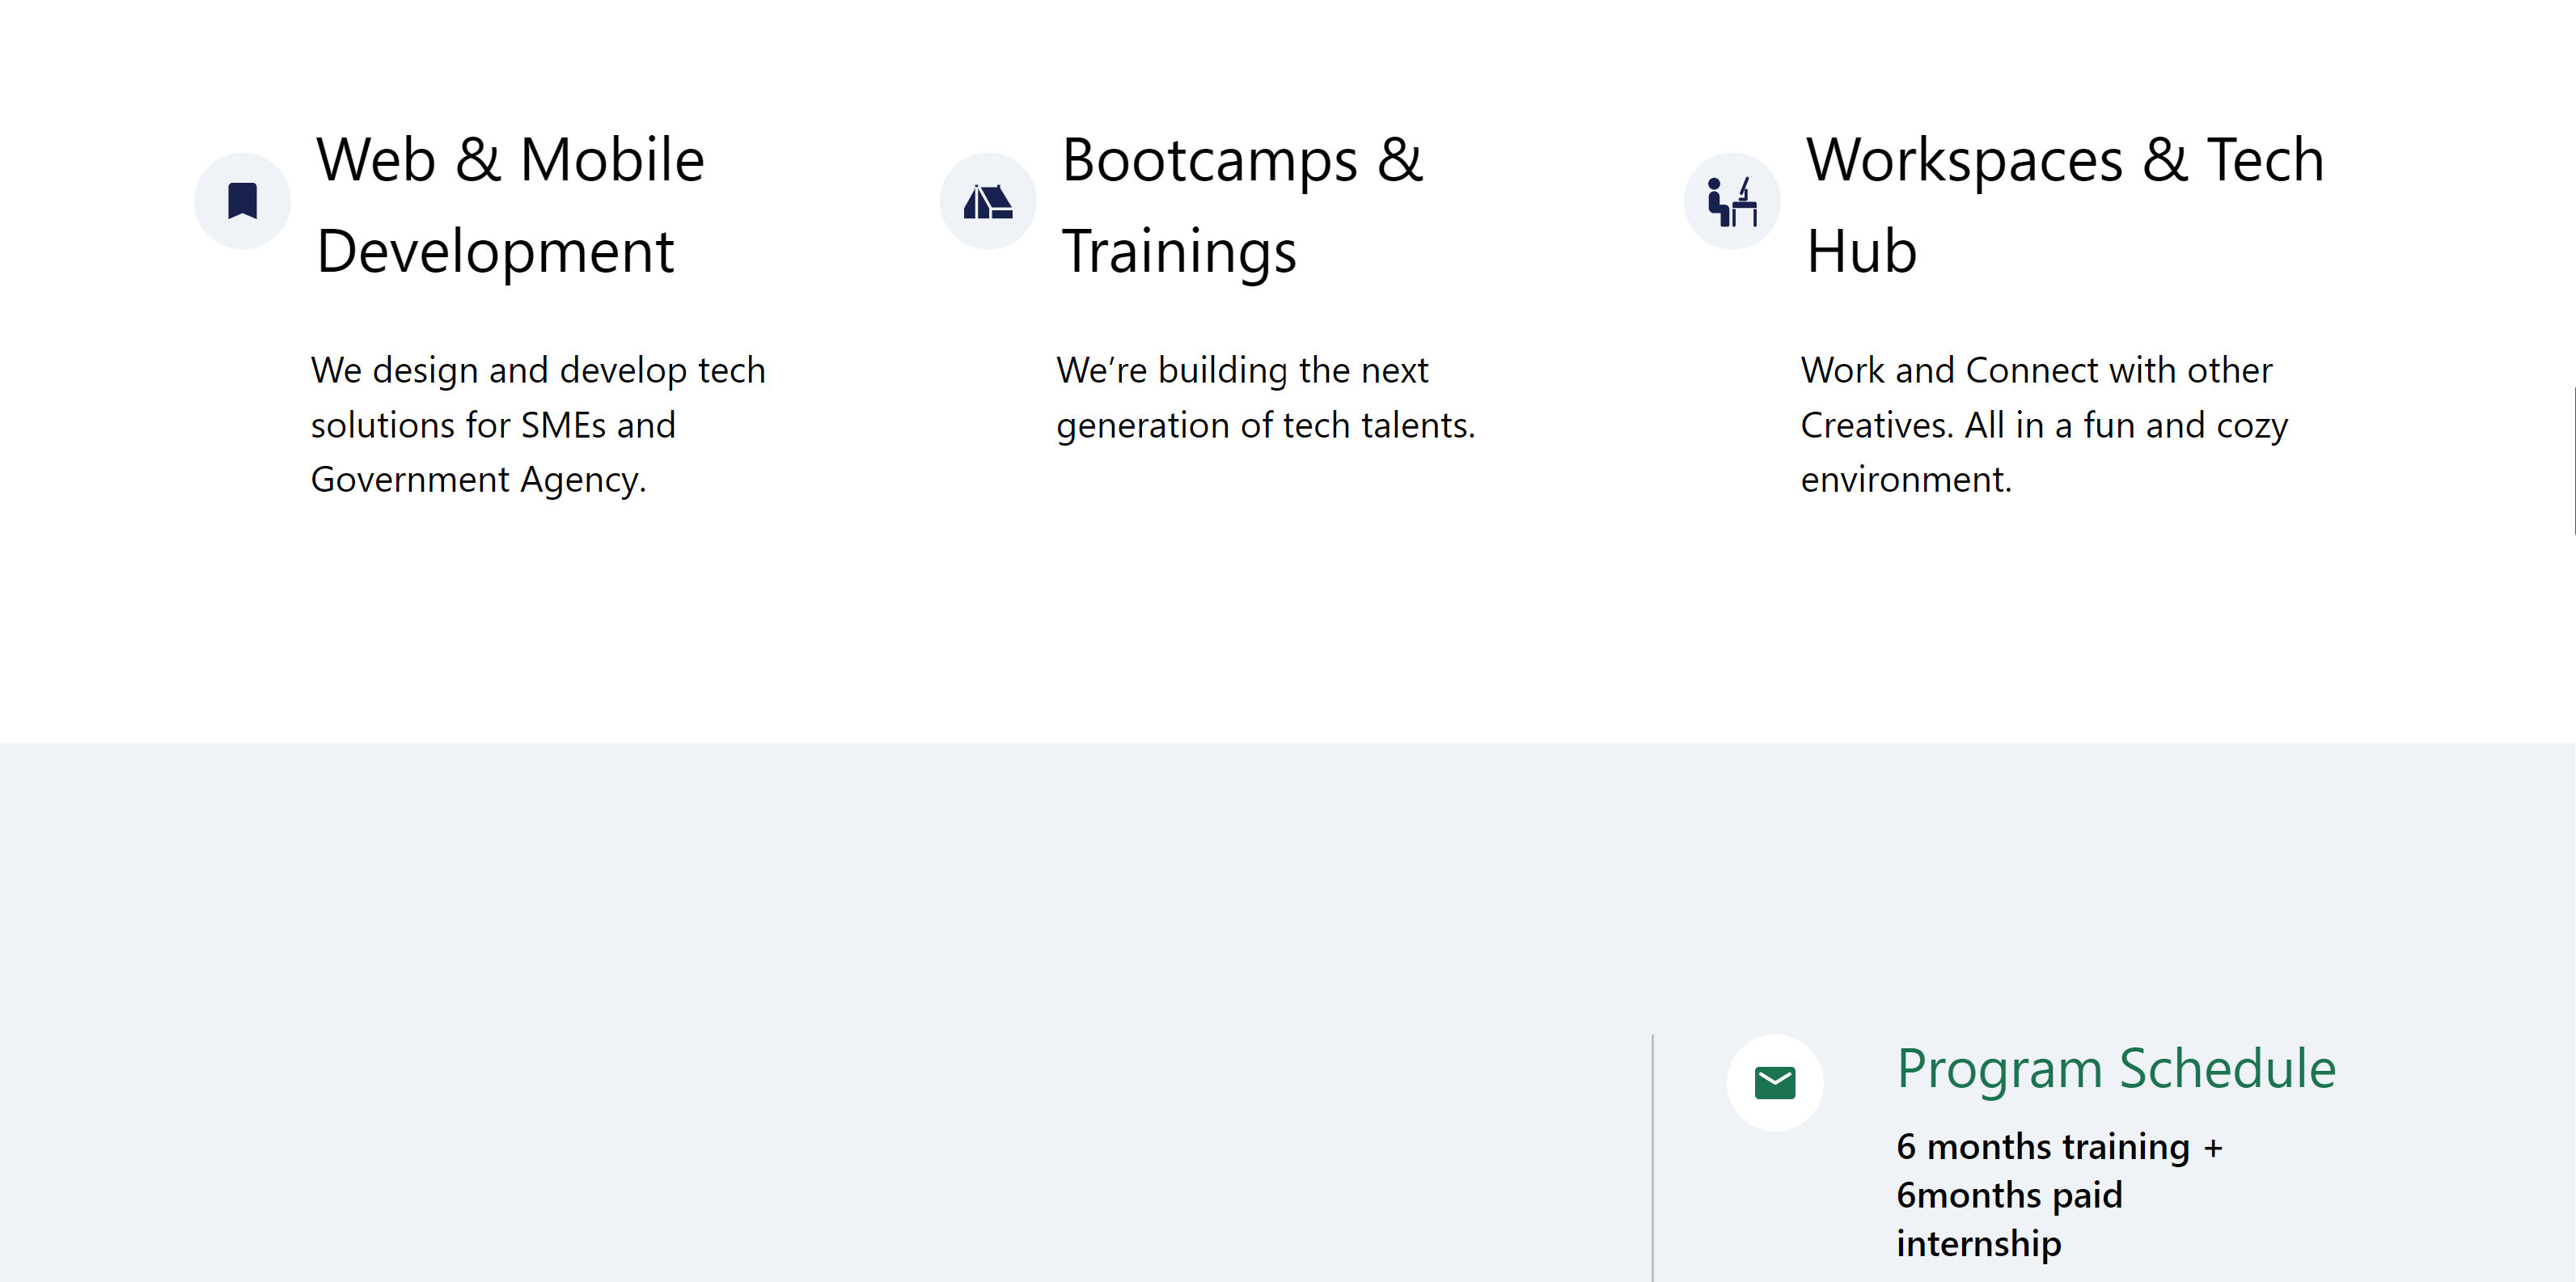 Web & Mobile
Development
We design and develop tech
solutions for SMEs and
Government Agency.
Bootcamps &
Trainings
We’re building the next
generation of tech talents.
Workspaces & Tech
Hub
Work and Connect with other
Creatives. All in a fun and cozy
environment.
Program Schedule
6 months training +
6months paid
internship